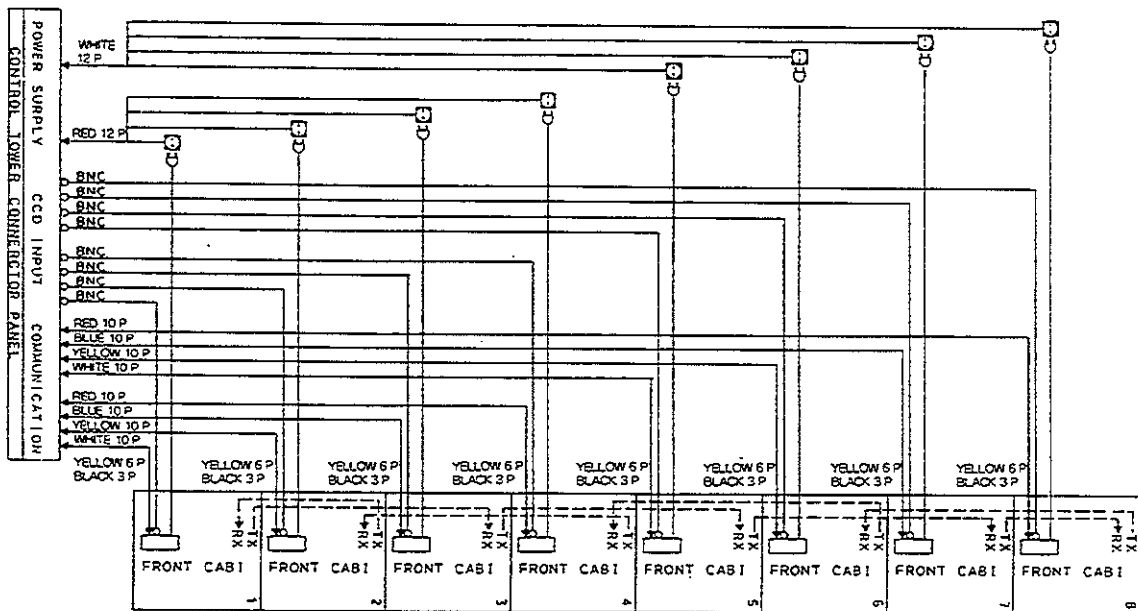 POWER SUPPLY CCD INPUT COMMUNICATION
CONTROL TOWER CONNERCTOR PANEL
WHITE
12 P
RED 12 P
BNC
BNC
BNC
BNC
BNC
BNC
BNC
BNC
RED 10 P
BLUE 10 P
YELLOW 10 P
WHITE 10 P
RED 10 P
BLUE 10 P
YELLOW 10 P
WHITE 10 P
YELLOW 6 P
BLACK 3 P
YELLOW 6 P
BLACK 3 P
YELLOW 6 P
BLACK 3 P
YELLOW 6 P
BLACK 3 P
YELLOW 6 P
BLACK 3 P
YELLOW 6 P
BLACK 3 P
YELLOW 6 P
BLACK 3 P
YELLOW 6 P
BLACK 3 P
RX TX
RX TX
RX TX
RX TX
RX TX
RX TX
RX TX
RX TX
FRONT CABI
FRONT CABI
FRONT CABI
FRONT CABI
FRONT CABI
FRONT CABI
FRONT CABI
FRONT CABI
1
2
3
4
5
6
7
8